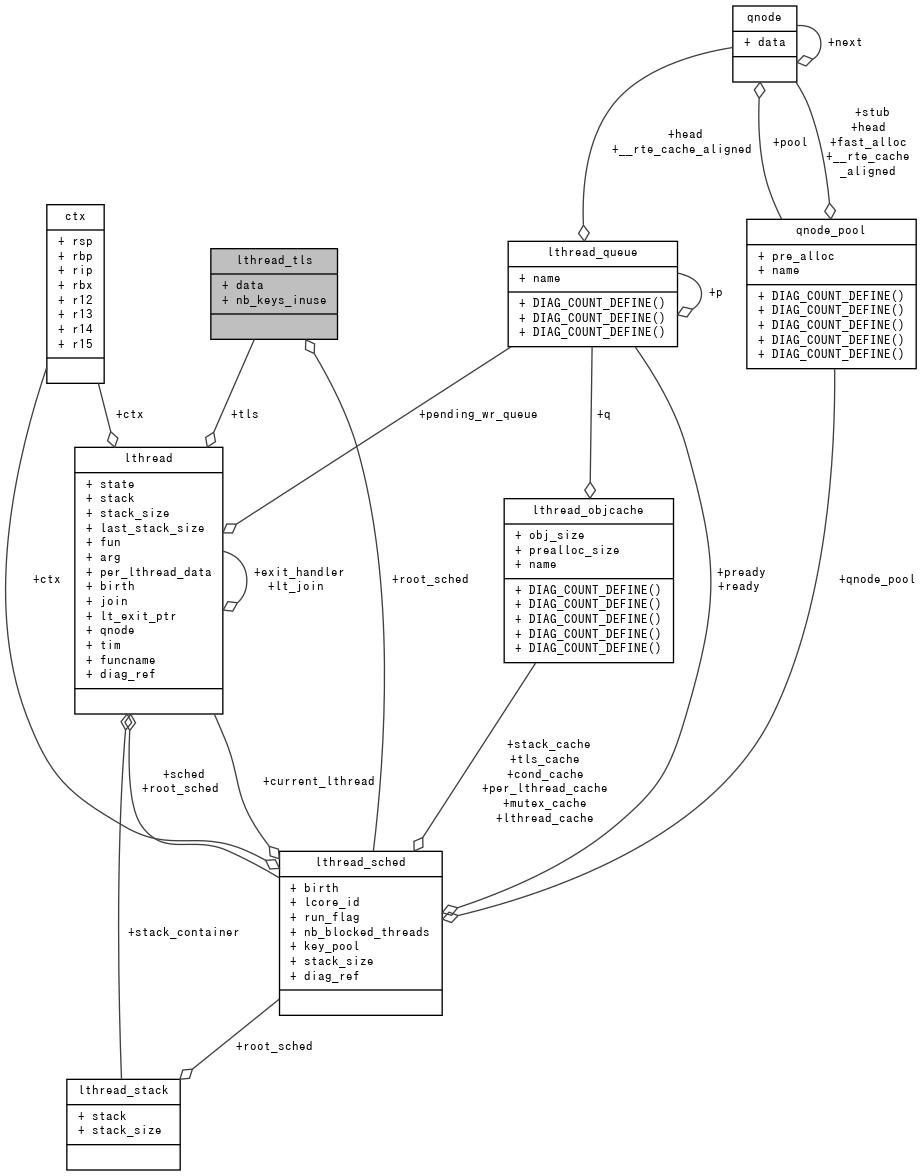 qnode
+ data
+next
+stub
+head
+fast_alloc
+__rte_cache
_aligned
+head
+__rte_cache_aligned
+pool
ctx
+ rsp
+ rbp
+ rip
+ rbx
+ r12
+ r13
+ r14
+ r15
lthread_tls
+ data
+ nb_keys_inuse
lthread_queue
+ name
+ DIAG_COUNT_DEFINE()
+ DIAG_COUNT_DEFINE()
+ DIAG_COUNT_DEFINE()
+p
qnode_pool
+ pre_alloc
+ name
+ DIAG_COUNT_DEFINE()
+ DIAG_COUNT_DEFINE()
+ DIAG_COUNT_DEFINE()
+ DIAG_COUNT_DEFINE()
+ DIAG_COUNT_DEFINE()
+ctx
+tls
+pending_wr_queue
+q
lthread
+ state
+ stack
+ stack_size
+ last_stack_size
+ fun
+ arg
+ per_lthread_data
+ birth
+ join
+ lt_exit_ptr
+ qnode
+ tim
+ funcname
+ diag_ref
+ctx
+exit_handler
+lt_join
+root_sched
lthread_objcache
+ obj_size
+ prealloc_size
+ name
+ DIAG_COUNT_DEFINE()
+ DIAG_COUNT_DEFINE()
+ DIAG_COUNT_DEFINE()
+ DIAG_COUNT_DEFINE()
+ DIAG_COUNT_DEFINE()
+pready
+ready
+qnode_pool
+sched
+root_sched
+current_lthread
+stack_cache
+tls_cache
+cond_cache
+per_lthread_cache
+mutex_cache
+lthread_cache
lthread_sched
+ birth
+ lcore_id
+ run_flag
+ nb_blocked_threads
+ key_pool
+ stack_size
+ diag_ref
+stack_container
+root_sched
lthread_stack
+ stack
+ stack_size